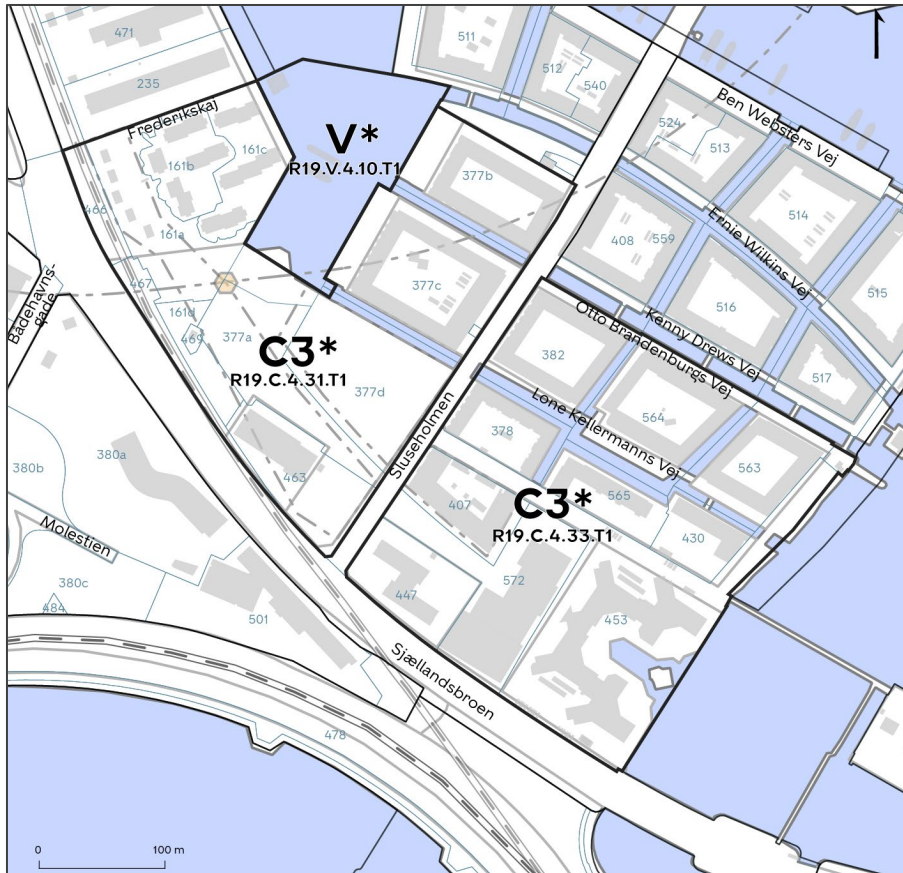 471
511
512
540
235
Ben Websters Vej
Frederikskaj
524
513
V*
R19.V.4.10.T1
161b
161c
377b
514
466
161a
408
559
Ernie Wilkins Vej
467
377c
515
Badehavns-
gade
161d
516
469
377a
C3*
R19.C.4.31.T1
Otto Brandenburgs Vej
Kenny Drews Vej
382
517
377d
564
Lone Kellermanns Vej
378
Sluseholmen
563
380b
380a
463
407
C3*
R19.C.4.33.T1
565
430
Molestien
572
380c
447
484
501
453
Sjællandsbroen
478
0
100 m